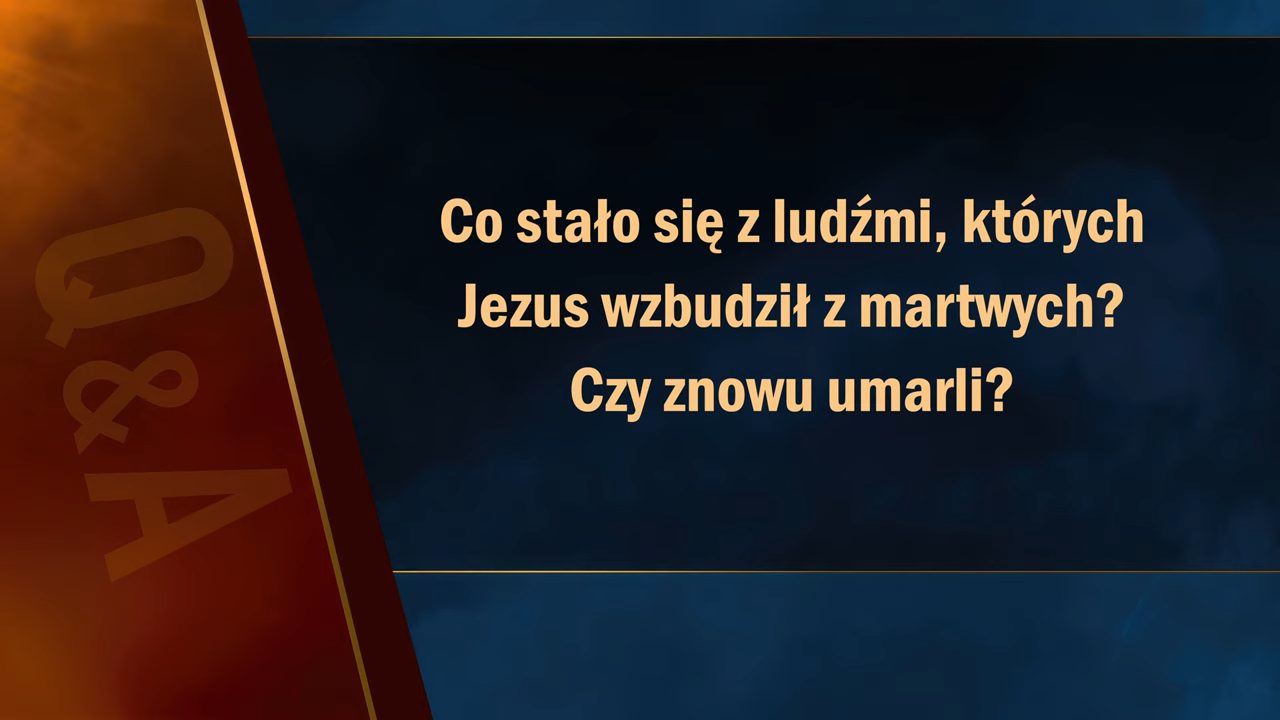 Q&A
Co stało się z ludźmi, których
Jezus wzbudził z martwych?
Czy znowu umarli?